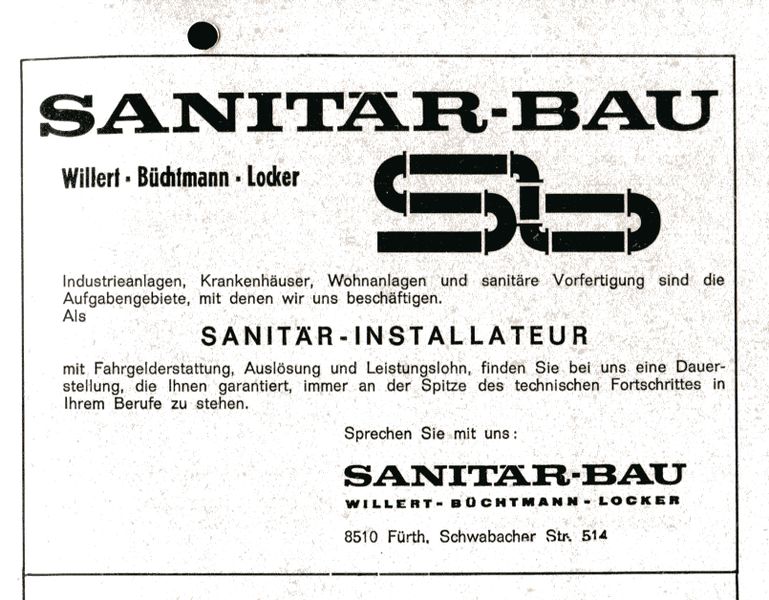 SANITÄR-BAU
Willert · Büchtmann · Locker
Sb
Industrieanlagen, Krankenhäuser, Wohnanlagen und sanitäre Vorfertigung sind die
Aufgabengebiete, mit denen wir uns beschäftigen.
Als
SANITÄR-INSTALLATEUR
mit Fahrgelderstattung, Auslösung und Leistungslohn, finden Sie bei uns eine Dauer-
stellung, die Ihnen garantiert, immer an der Spitze des technischen Fortschrittes in
Ihrem Berufe zu stehen.
Sprechen Sie mit uns:
SANITÄR-BAU
WILLERT-BÜCHTMANN-LOCKER
8510 Fürth, Schwabacher Str. 514